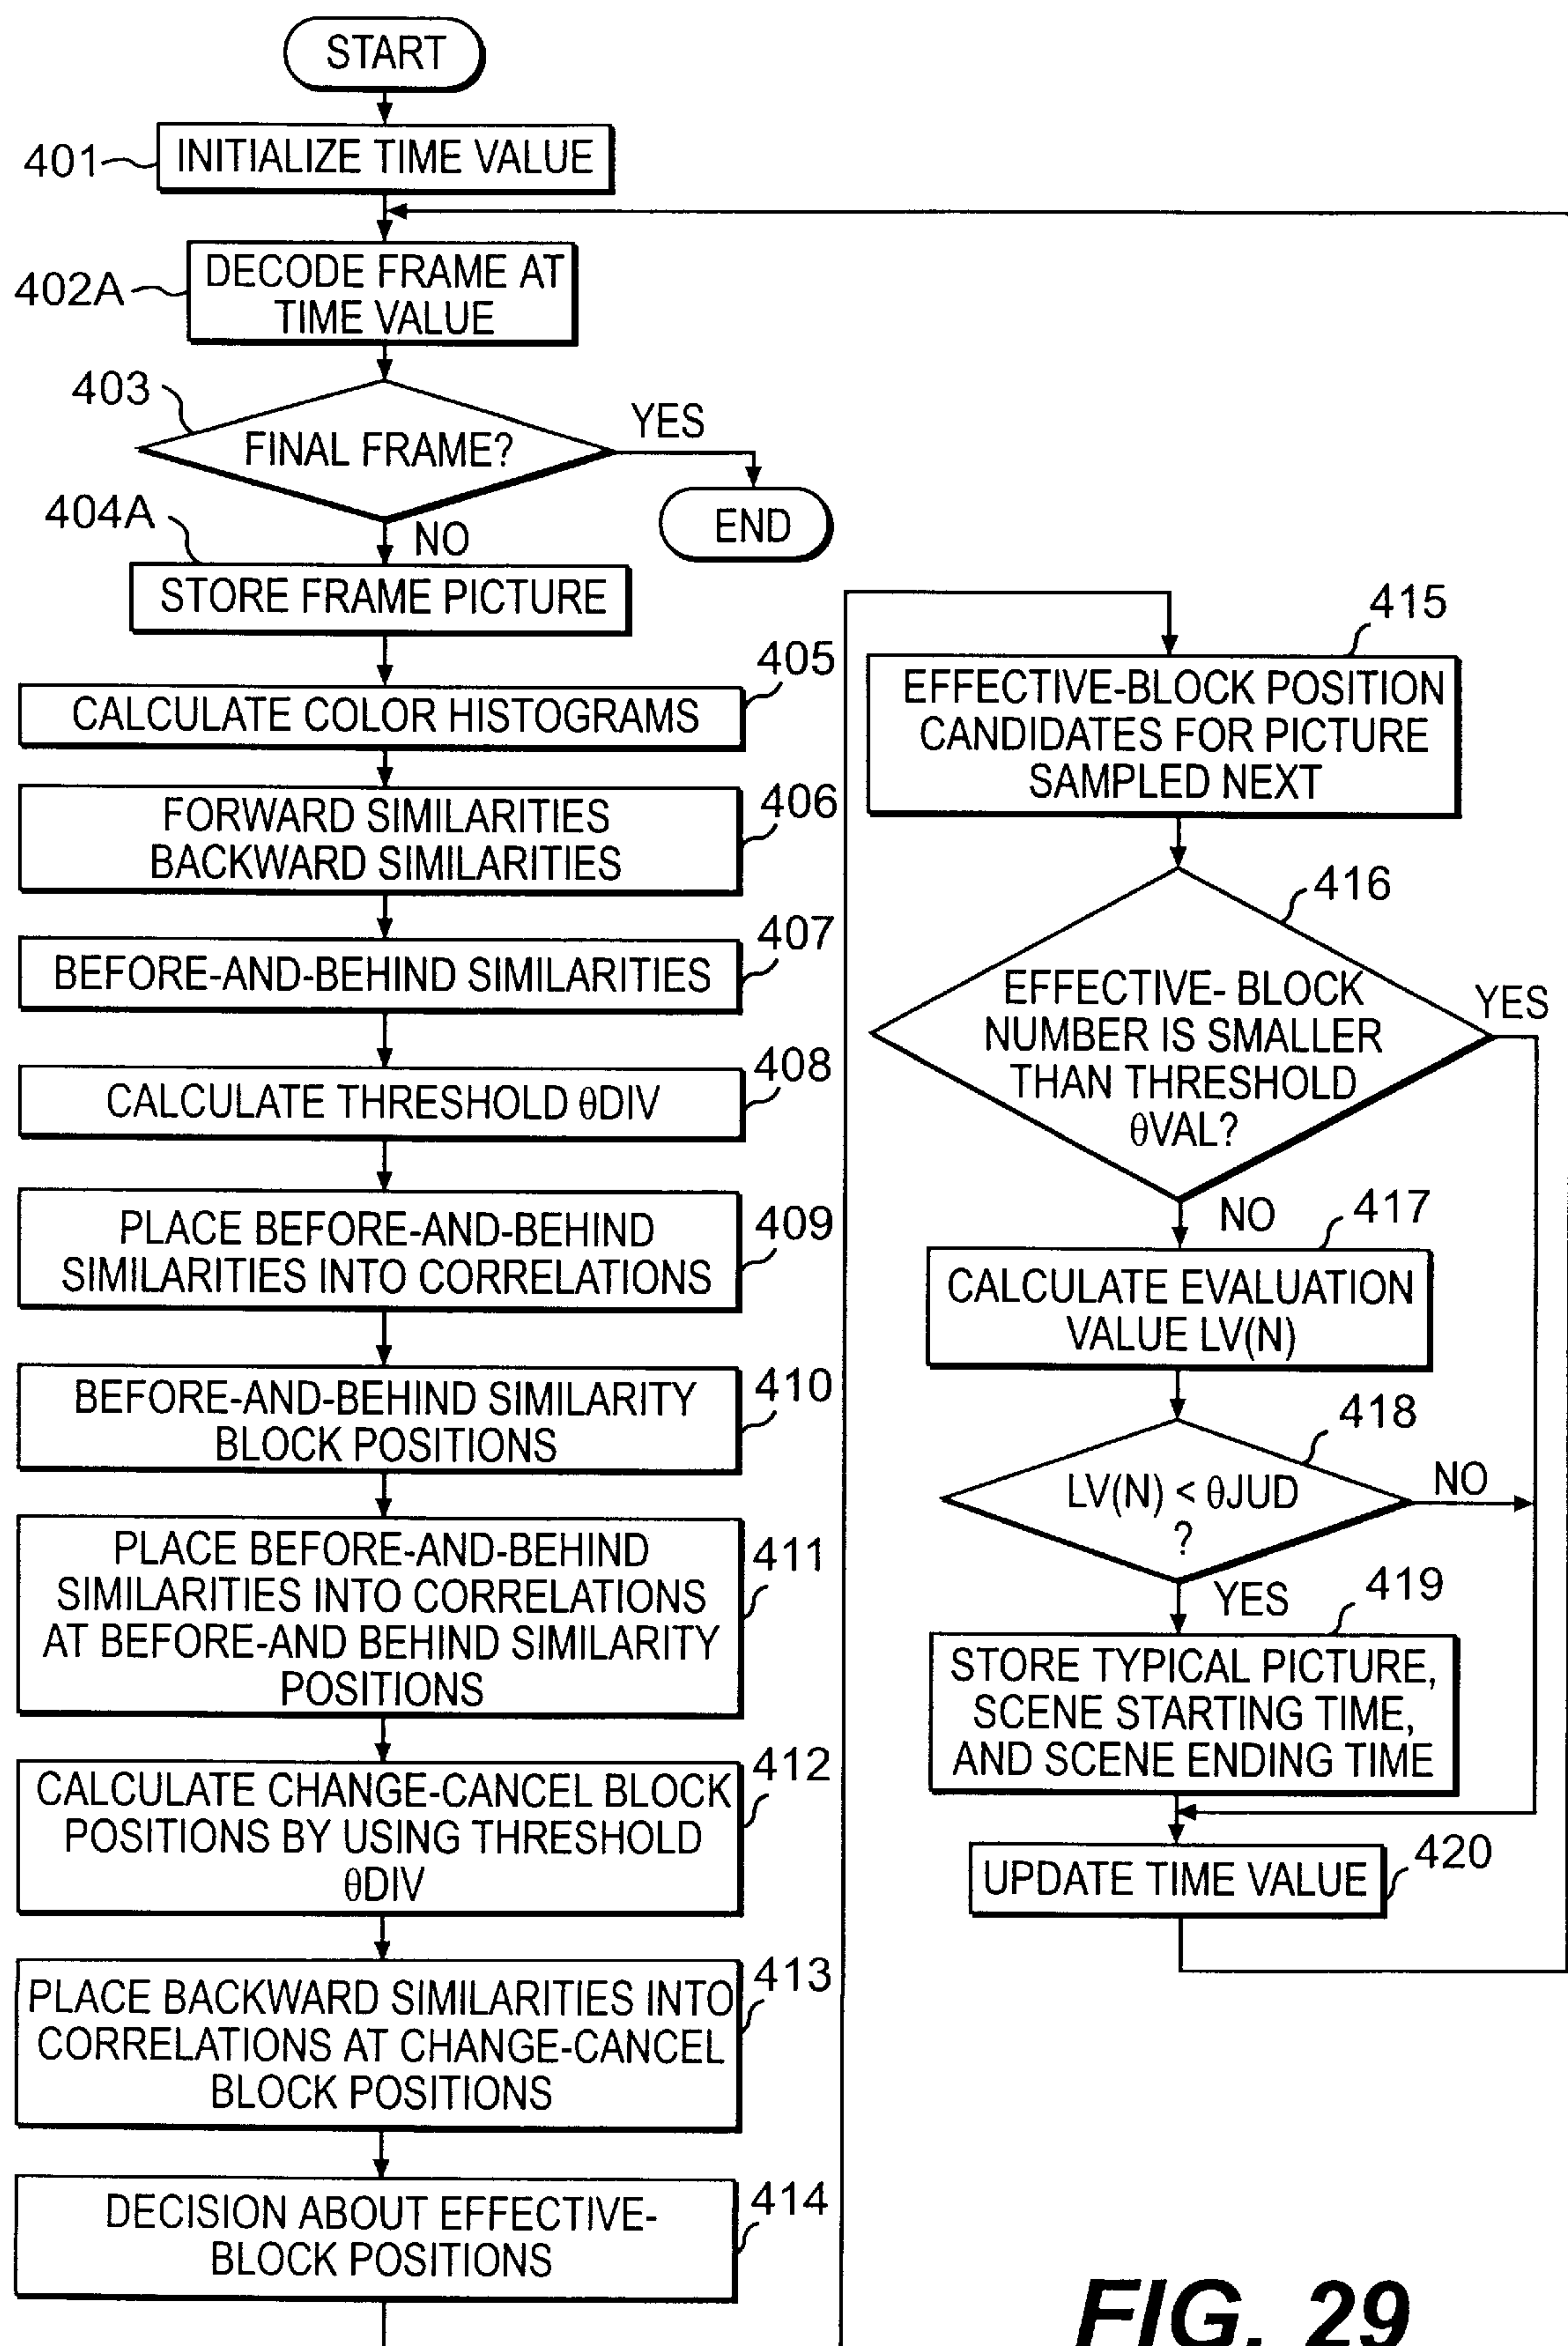 START
401
INITIALIZE TIME VALUE
402A
DECODE FRAME AT
TIME VALUE
403
FINAL FRAME?
YES
END
404A
NO
STORE FRAME PICTURE
405
CALCULATE COLOR HISTOGRAMS
406
FORWARD SIMILARITIES
BACKWARD SIMILARITIES
407
BEFORE-AND-BEHIND SIMILARITIES
408
CALCULATE THRESHOLD θDIV
409
PLACE BEFORE-AND-BEHIND
SIMILARITIES INTO CORRELATIONS
410
BEFORE-AND-BEHIND SIMILARITY
BLOCK POSITIONS
411
PLACE BEFORE-AND-BEHIND
SIMILARITIES INTO CORRELATIONS
AT BEFORE-AND BEHIND SIMILARITY
POSITIONS
412
CALCULATE CHANGE-CANCEL BLOCK
POSITIONS BY USING THRESHOLD
θDIV
413
PLACE BACKWARD SIMILARITIES INTO
CORRELATIONS AT CHANGE-CANCEL
BLOCK POSITIONS
414
DECISION ABOUT EFFECTIVE-
BLOCK POSITIONS
415
EFFECTIVE-BLOCK POSITION
CANDIDATES FOR PICTURE
SAMPLED NEXT
416
EFFECTIVE- BLOCK
NUMBER IS SMALLER
THAN THRESHOLD
θVAL?
YES
NO
417
CALCULATE EVALUATION
VALUE LV(N)
418
LV(N) < θJUD
?
NO
YES
419
STORE TYPICAL PICTURE,
SCENE STARTING TIME,
AND SCENE ENDING TIME
420
UPDATE TIME VALUE
FIG. 29